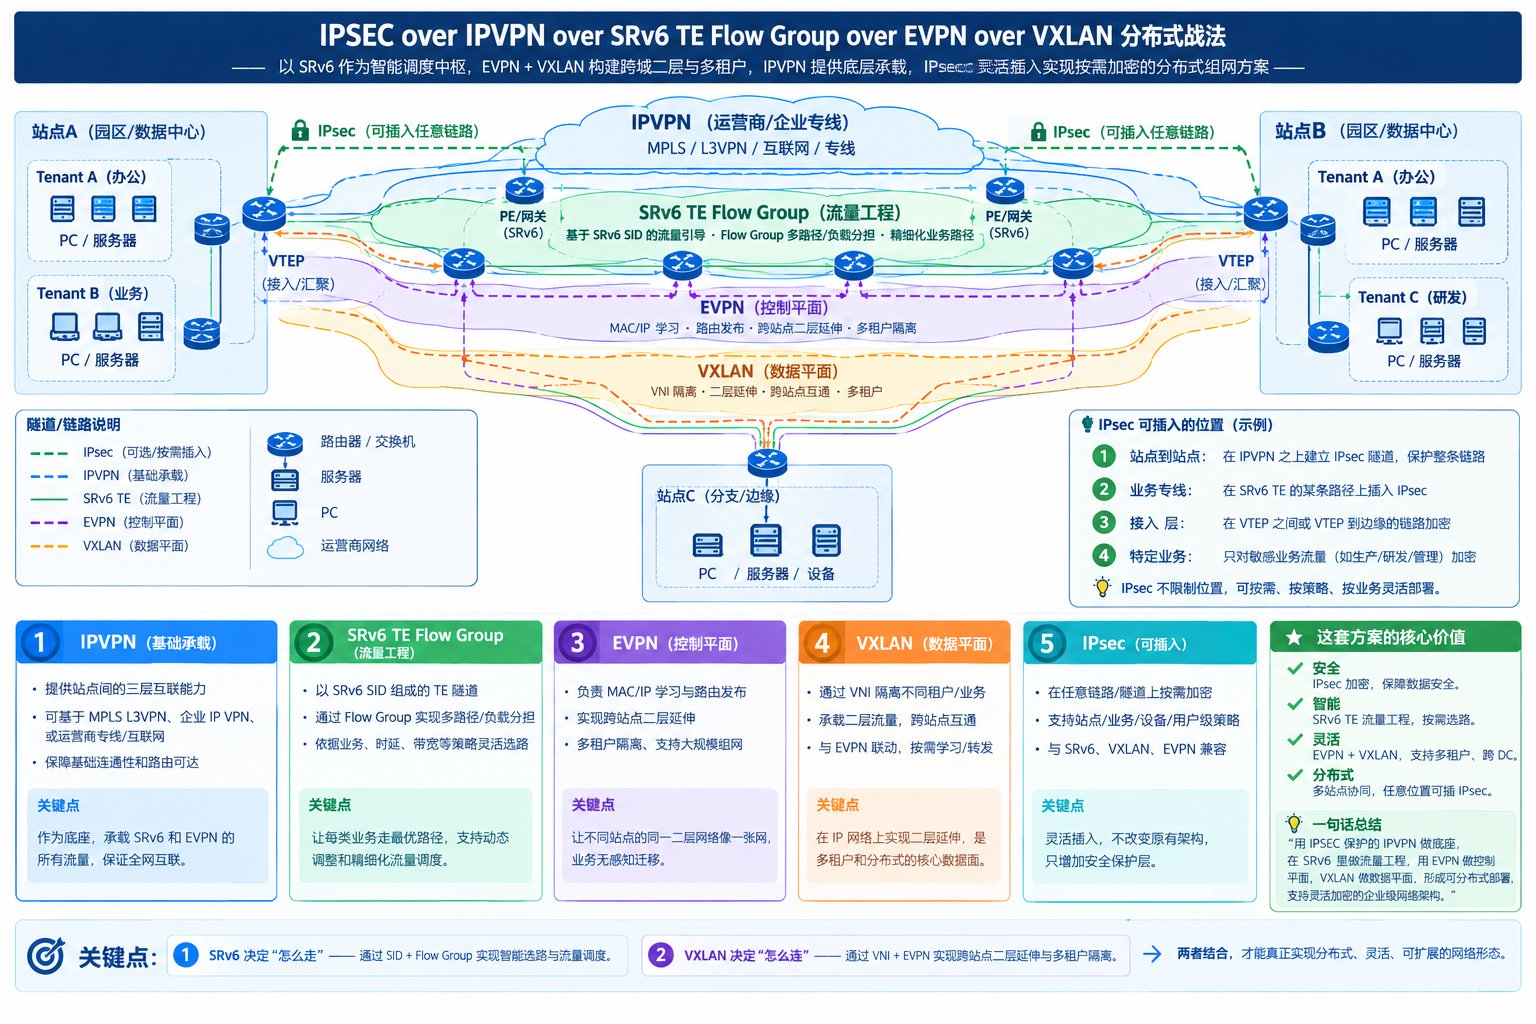 IPSEC over IPVPN over SRv6 TE Flow Group over EVPN over VXLAN 分布式战法
以 SRv6 作为智能调度中枢，EVPN + VXLAN 构建跨域二层与多租户，IPVPN 提供底层承载，灵活插入实现按需加密的分布式组网方案
站点A（园区/数据中心）
Tenant A（办公）
PC / 服务器
Tenant B（业务）
PC / 服务器
IPsec（可插入任意链路）
IPVPN （运营商/企业专线）
MPLS / L3VPN / 互联网 / 专线
IPsec（可插入任意链路）
PE/网关
(SRv6)
SRv6 TE Flow Group（流量工程）
基于 SRv6 SID 的流量引导 · Flow Group 多路径/负载分担 · 精细化业务路径
PE/网关
(SRv6)
VTEP
（接入/汇聚）
VTEP
（接入/汇聚）
EVPN（控制平面）
MAC/IP 学习 · 路由发布 · 跨站点二层延伸 · 多租户隔离
VXLAN（数据平面）
VNI 隔离 · 二层延伸 · 跨站点互通 · 多租户
站点B（园区/数据中心）
Tenant A（办公）
PC / 服务器
Tenant C（研发）
PC / 服务器
站点C（分支/边缘）
PC / 服务器 / 设备
隧道/链路说明
IPsec（可选/按需插入）
IPVPN（基础承载）
SRv6 TE（流量工程）
EVPN（控制平面）
VXLAN（数据平面）
路由器 / 交换机
服务器
PC
运营商网络
IPsec 可插入的位置（示例）
1 站点到站点： 在 IPVPN 之上建立 IPsec 隧道，保护整条链路
2 业务专线： 在 SRv6 TE 的某条路径上插入 IPsec
3 接入 层： 在 VTEP 之间或 VTEP 到边缘的链路加密
4 特定业务： 只对敏感业务流量（如生产/研发/管理）加密
IPsec 不限制位置，可按需、按策略、按业务灵活部署。
1 IPVPN（基础承载）
• 提供站点间的三层互联能力
• 可基于 MPLS L3VPN、企业 IP VPN、
或运营商专线/互联网
• 保障基础连通性和路由可达
关键点
作为底座，承载 SRv6 和 EVPN 的
所有流量，保证全网互联。
2 SRv6 TE Flow Group
（流量工程）
• 以 SRv6 SID 组成的 TE 隧道
• 通过 Flow Group 实现多路径/负载分担
• 依据业务、时延、带宽等策略灵活选路
关键点
让每类业务走最优路径，支持动态
调整和精细化流量调度。
3 EVPN（控制平面）
• 负责 MAC/IP 学习与路由发布
• 实现跨站点二层延伸
• 多租户隔离、支持大规模组网
关键点
让不同站点的同一二层网络像一张网，
业务无感知迁移。
4 VXLAN（数据平面）
• 通过 VNI 隔离不同租户/业务
• 承载二层流量，跨站点互通
• 与 EVPN 联动，按需学习/转发
关键点
在 IP 网络上实现二层延伸，是
多租户和分布式的核心数据面。
5 IPsec（可插入）
• 在任意链路/隧道上按需加密
• 支持站点/业务/设备/用户级策略
• 与 SRv6、VXLAN、EVPN 兼容
关键点
灵活插入，不改变原有架构，
只增加安全保护层。
这套方案的核心价值
安全
IPsec 加密，保障数据安全。
智能
SRv6 TE 流量工程，按需选路。
灵活
EVPN + VXLAN，支持多租户、跨 DC。
分布式
多站点协同，任意位置可插 IPsec。
一句话总结
“用 IPSEC 保护的 IPVPN 做底座，
在 SRv6 里做流量工程，用 EVPN 做控制
平面，VXLAN 做数据平面，形成可分布式部署，
支持灵活加密的企业级网络架构。”
关键点：
1 SRv6 决定“怎么走” —— 通过 SID + Flow Group 实现智能选路与流量调度。
2 VXLAN 决定“怎么连” —— 通过 VNI + EVPN 实现跨站点二层延伸与多租户隔离。
→ 两者结合，才能真正实现分布式、灵活、可扩展的网络形态。